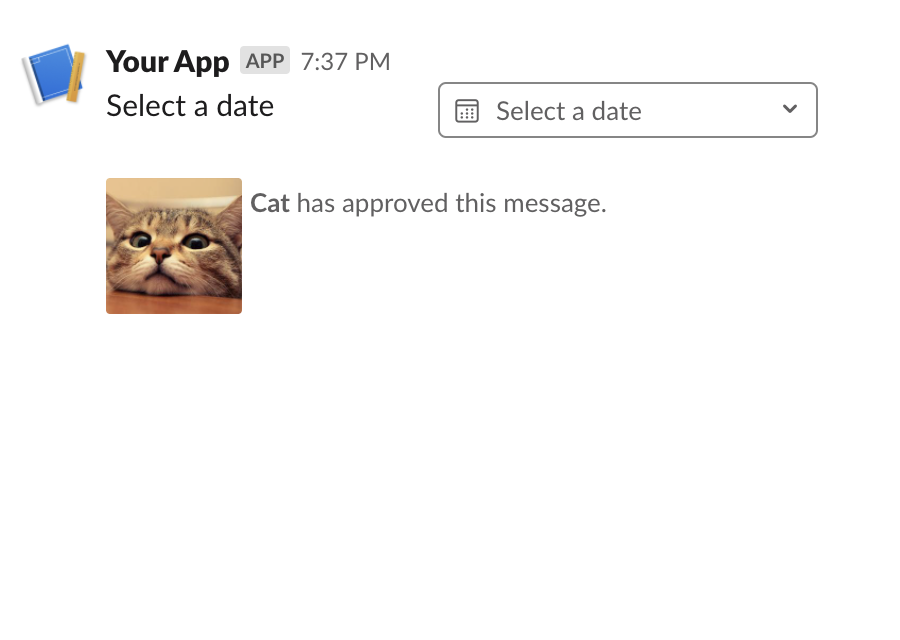 Your App APP 7:37 PM
Select a date
Select a date
Cat has approved this message.